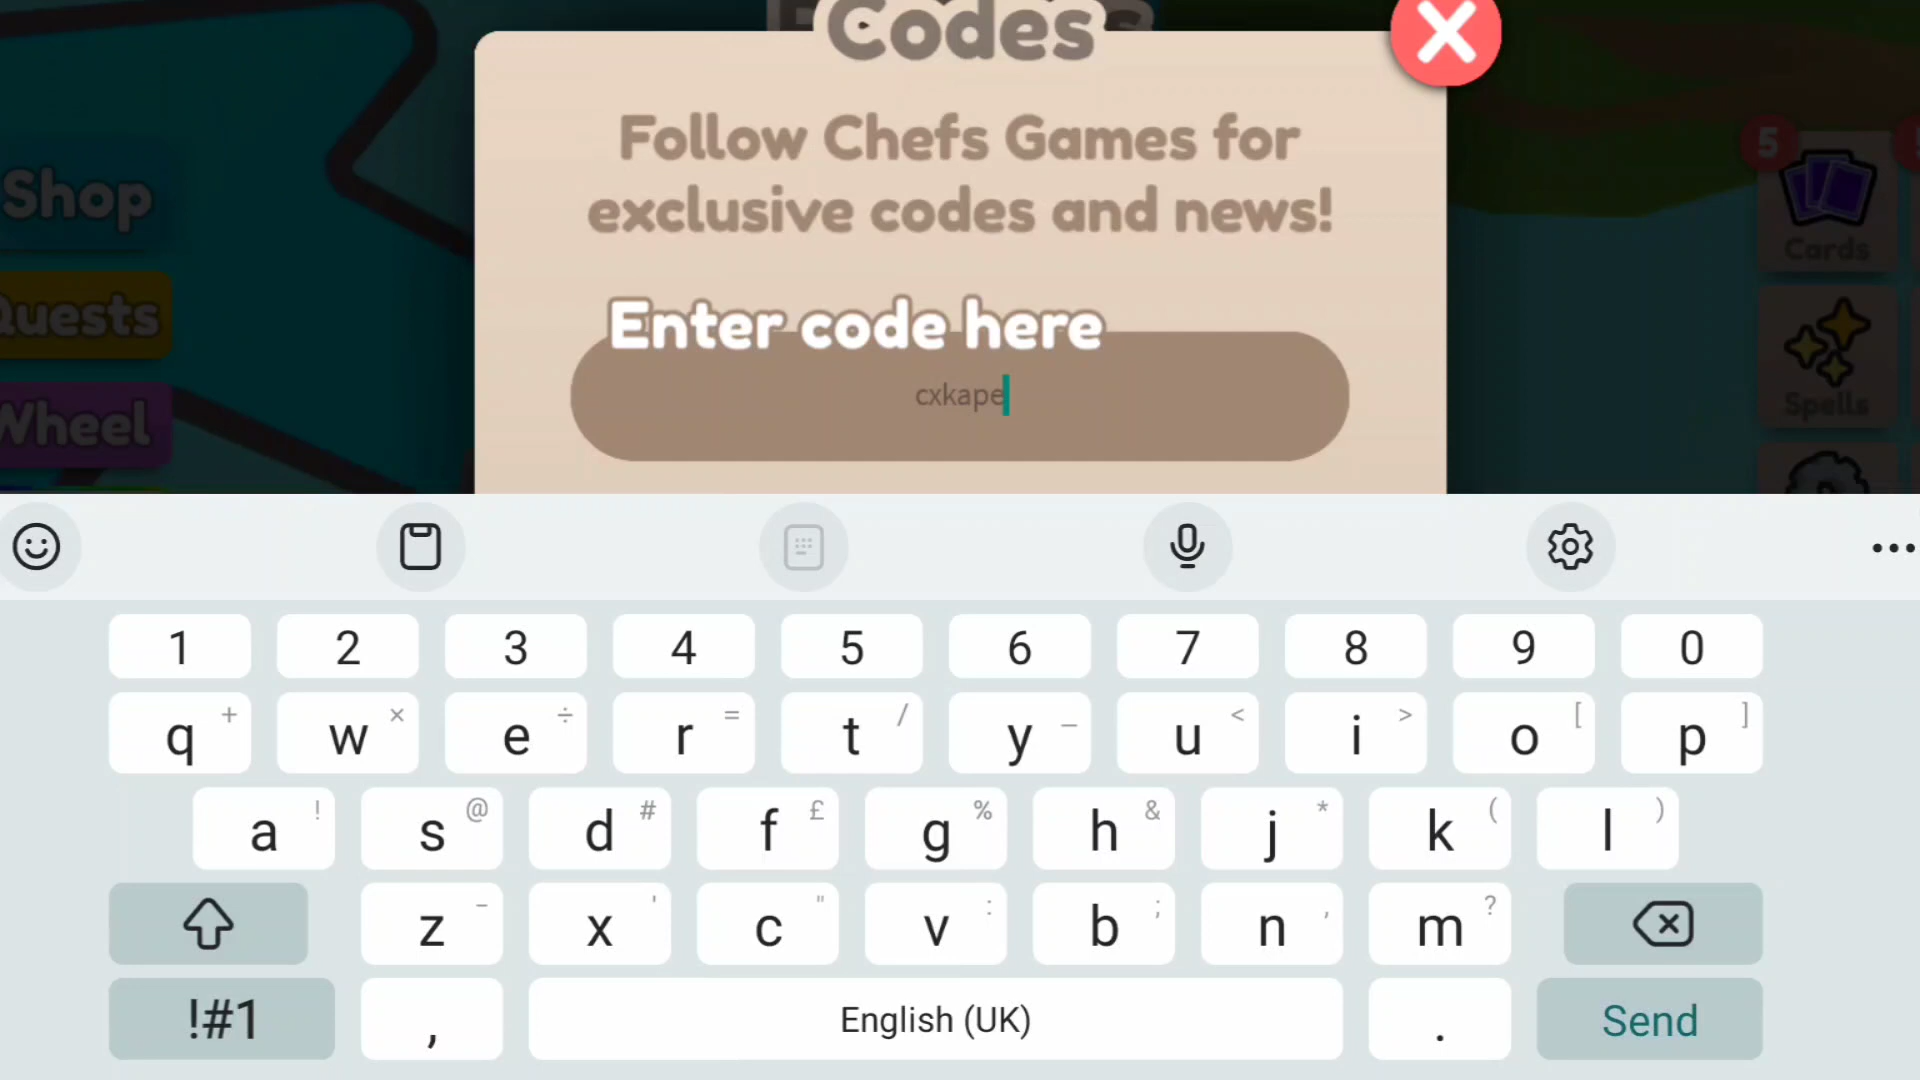 Codes
Follow Chefs Games for
exclusive codes and news!
Enter code here
cxkape
Shop
Quests
Wheel
5
Cards
Spells
1 2 3 4 5 6 7 8 9 0
q + w × e ÷ r = t / y _ u < i > o [ p ]
a ! s @ d # f £ g % h & j * k ( l )
z - x ' c " v : b ; n , m ?
!#1 , English (UK) . Send